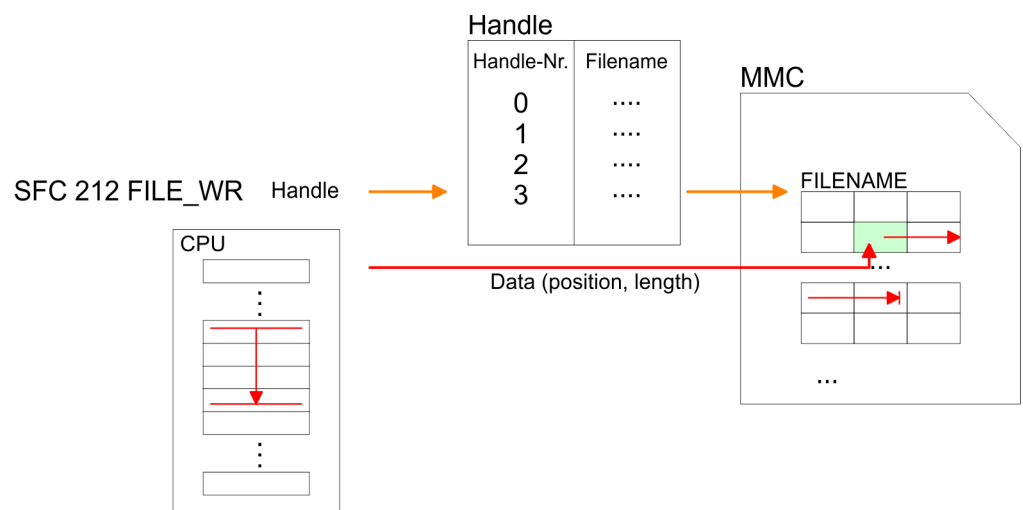 Handle
Handle-Nr. Filename
0 ....
1 ....
2 ....
3 ....
MMC
FILENAME
...
...
SFC 212 FILE_WR Handle
CPU
Data (position, length)